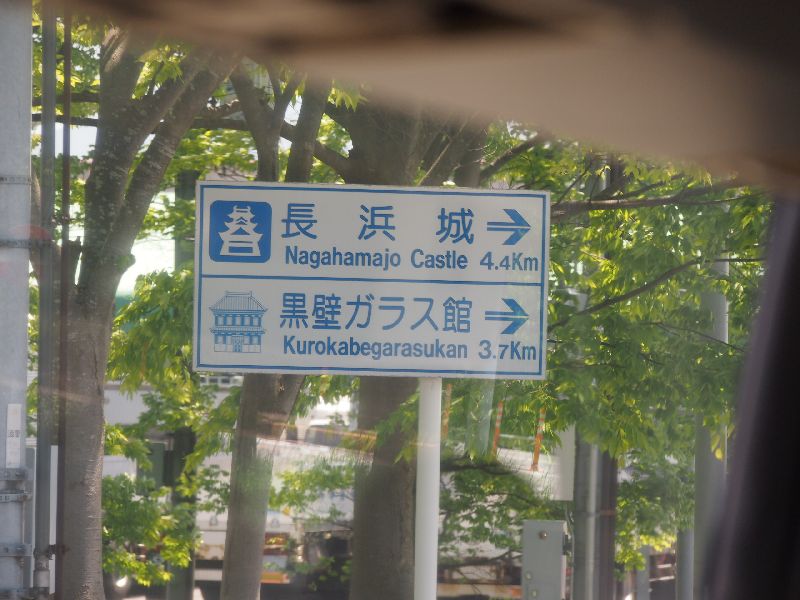 長浜城
Nagahamajo Castle 4.4Km
黒壁ガラス館
Kurokabegarasukan 3.7Km